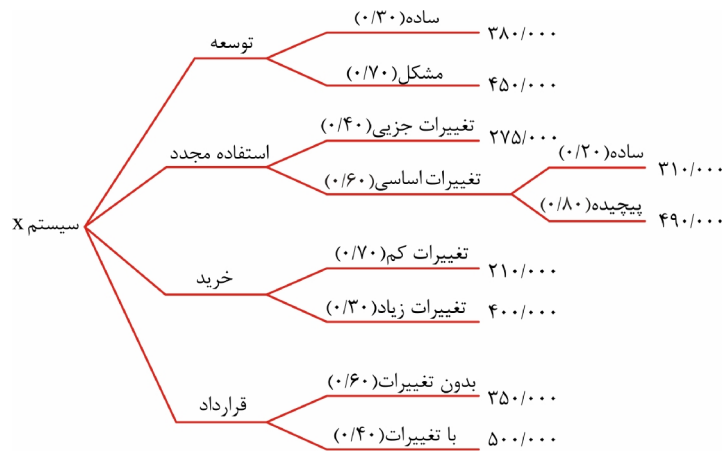 ساده(۰/۳۰)
۳۸۰/۰۰۰
توسعه
مشکل(۰/۷۰)
۴۵۰/۰۰۰
تغییرات جزیی(۰/۴۰)
۲۷۵/۰۰۰
استفاده مجدد
ساده(۰/۲۰)
۳۱۰/۰۰۰
تغییرات اساسی(۰/۶۰)
پیچیده(۰/۸۰)
۴۹۰/۰۰۰
سیستم X
تغییرات کم(۰/۷۰)
۲۱۰/۰۰۰
خرید
تغییرات زیاد(۰/۳۰)
۴۰۰/۰۰۰
بدون تغییرات(۰/۶۰)
۳۵۰/۰۰۰
قرارداد
با تغییرات(۰/۴۰)
۵۰۰/۰۰۰